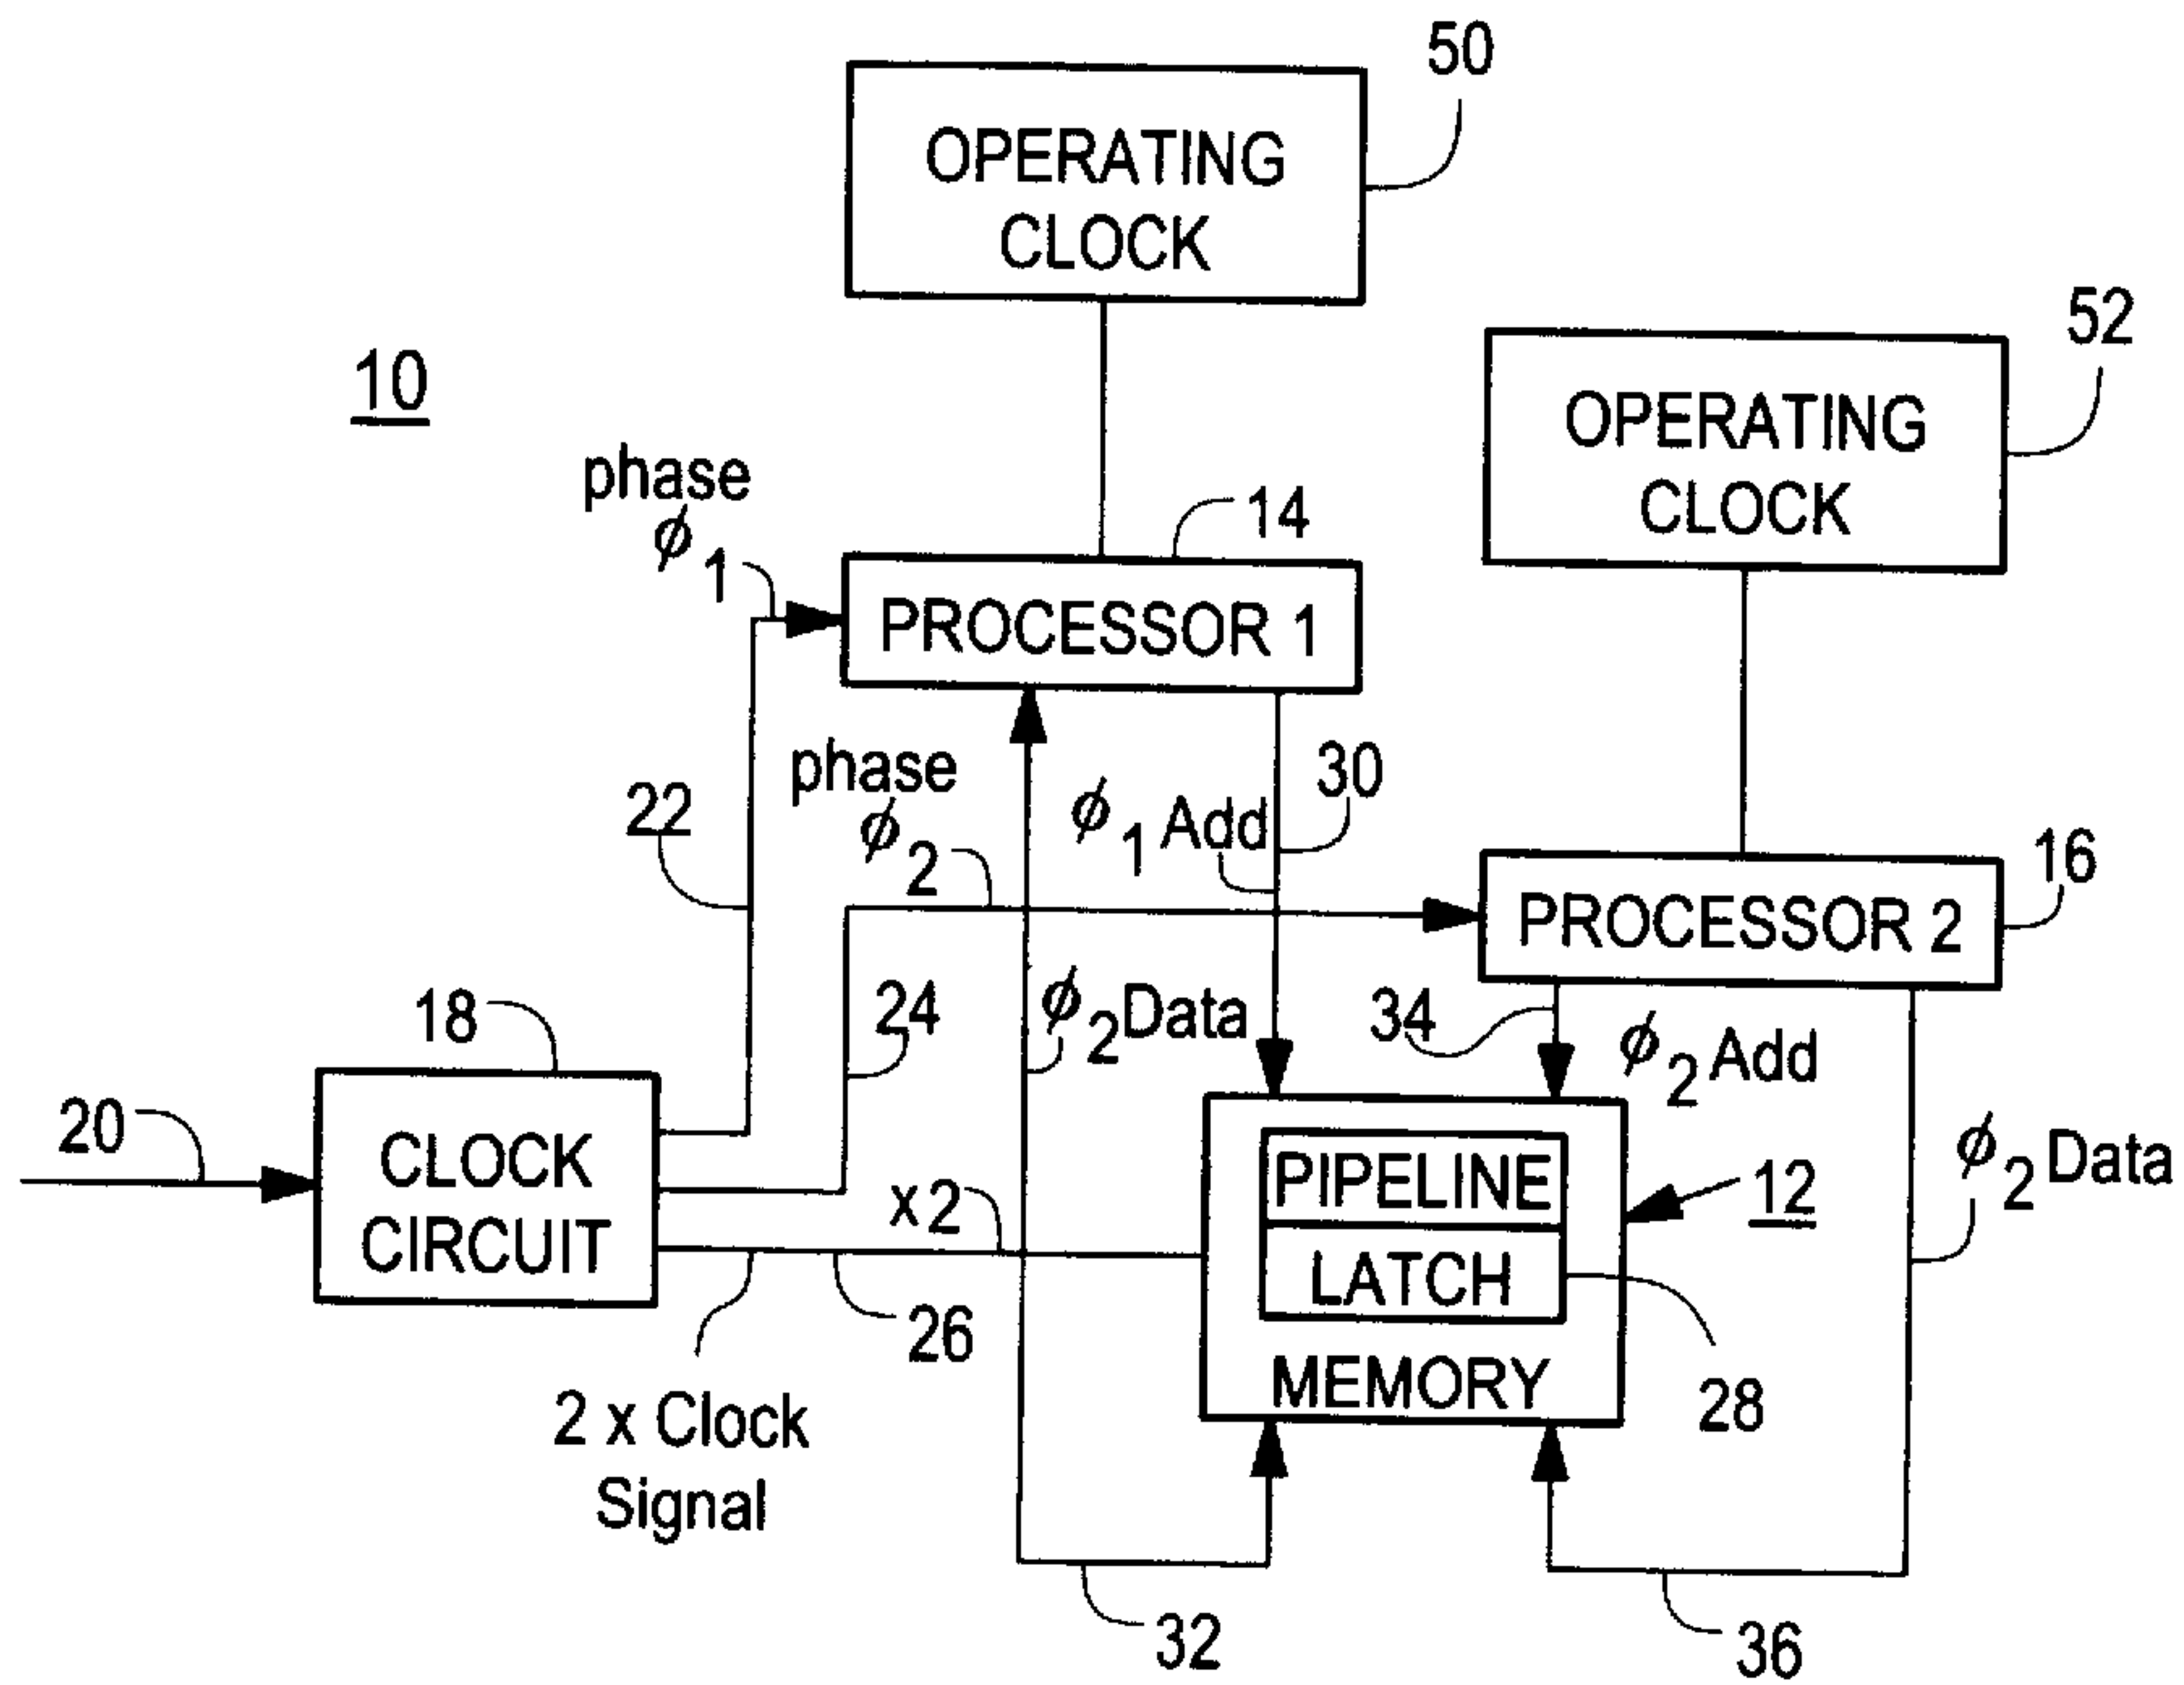 50
OPERATING
CLOCK
52
OPERATING
CLOCK
10
phase
ϕ1
14
PROCESSOR 1
phase
ϕ2
ϕ1 Add
30
22
16
PROCESSOR 2
18
24
ϕ2 Data
34
ϕ2 Add
20
CLOCK
CIRCUIT
x2
PIPELINE
LATCH
MEMORY
12
ϕ2 Data
26
28
2 x Clock
Signal
32
36